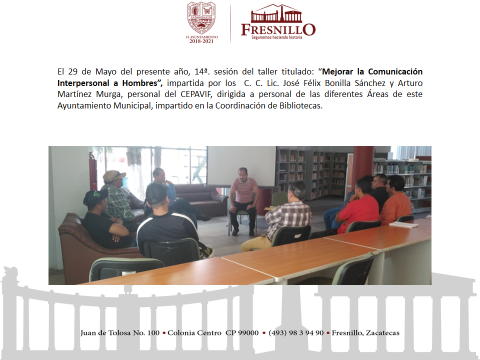 H. AYUNTAMIENTO
2018-2021
FRESNILLO
Seguiremos haciendo historia
El 29 de Mayo del presente año, 14ª. sesión del taller titulado: "Mejorar la Comunicación
Interpersonal a Hombres", impartida por los C. C. Lic. José Félix Bonilla Sánchez y Arturo
Martínez Murga, personal del CEPAVIF, dirigida a personal de las diferentes Áreas de este
Ayuntamiento Municipal, impartido en la Coordinación de Bibliotecas.
Juan de Tolosa No. 100 • Colonia Centro CP 99000 • (493) 98 3 94 90 • Fresnillo, Zacatecas